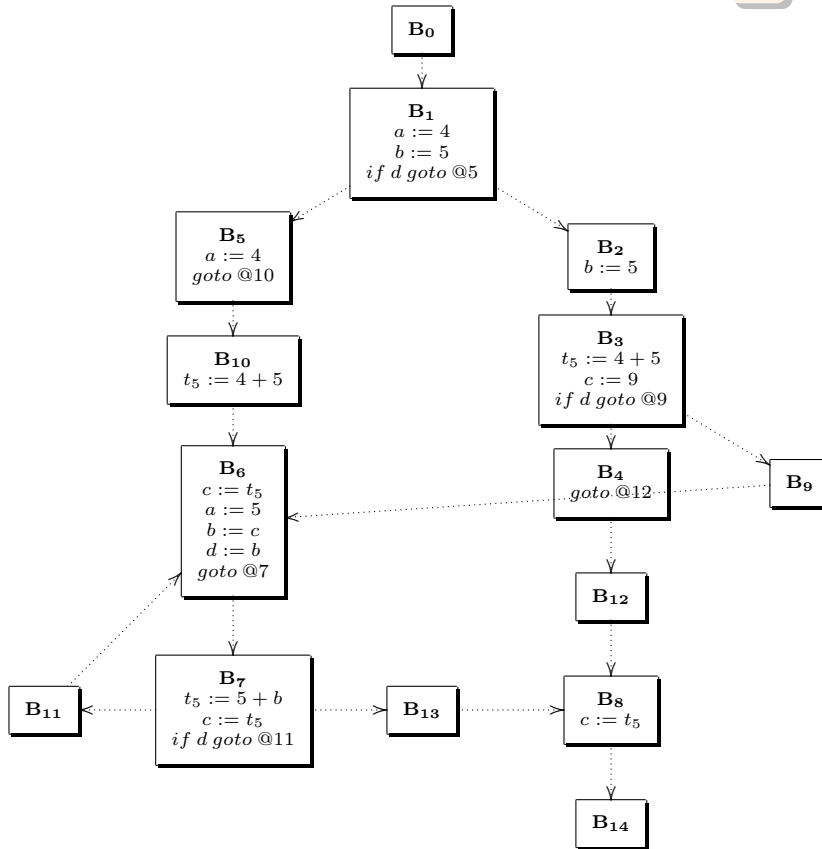 B₀
B₁
a := 4
b := 5
if d goto @5
B₅
a := 4
goto @10
B₂
b := 5
B₁₀
t₅ := 4 + 5
B₃
t₅ := 4 + 5
c := 9
if d goto @9
B₆
c := t₅
a := 5
b := c
d := b
goto @7
B₄
goto @12
B₉
B₁₂
B₁₁
B₇
t₅ := 5 + b
c := t₅
if d goto @11
B₁₃
B₈
c := t₅
B₁₄